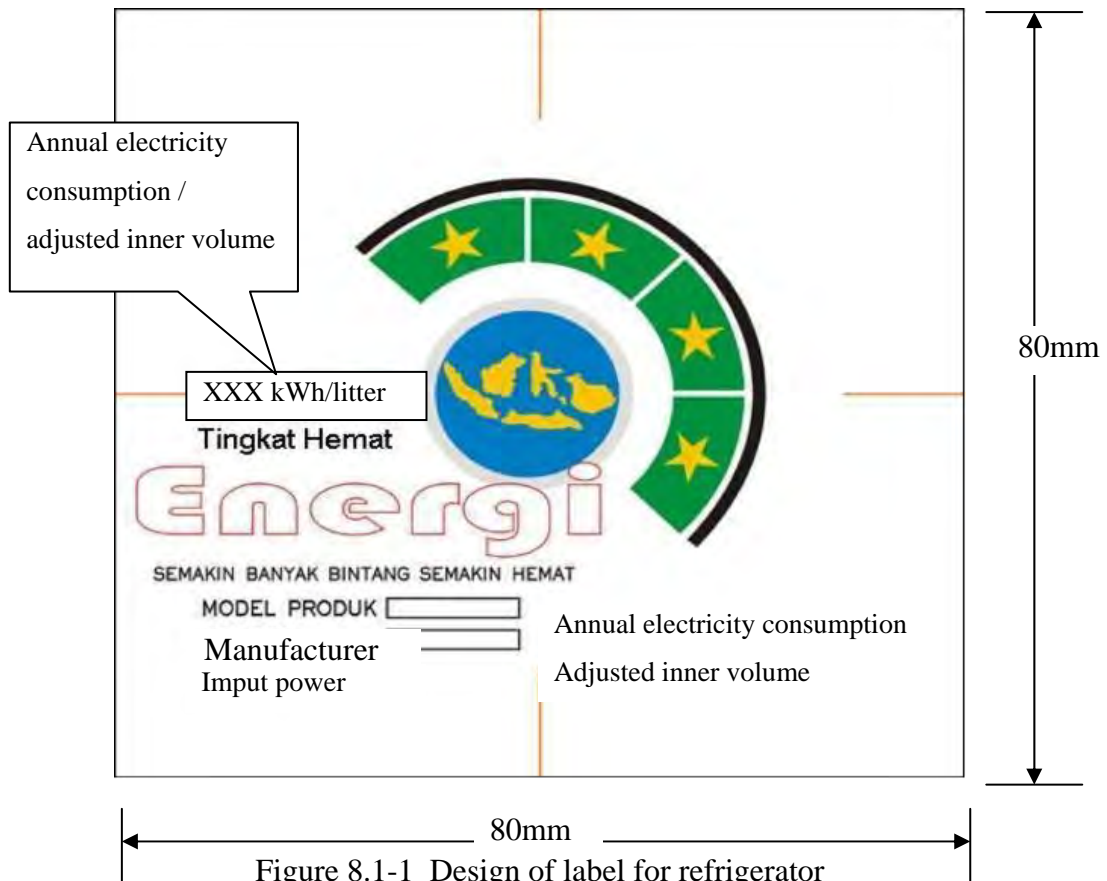 Annual electricity
consumption /
adjusted inner volume
80mm
XXX kWh/litter
Tingkat Hemat
Energi
SEMAKIN BANYAK BINTANG SEMAKIN HEMAT
MODEL PRODUK
Manufacturer
Imput power
Annual electricity consumption
Adjusted inner volume
80mm
Figure 8.1-1 Design of label for refrigerator